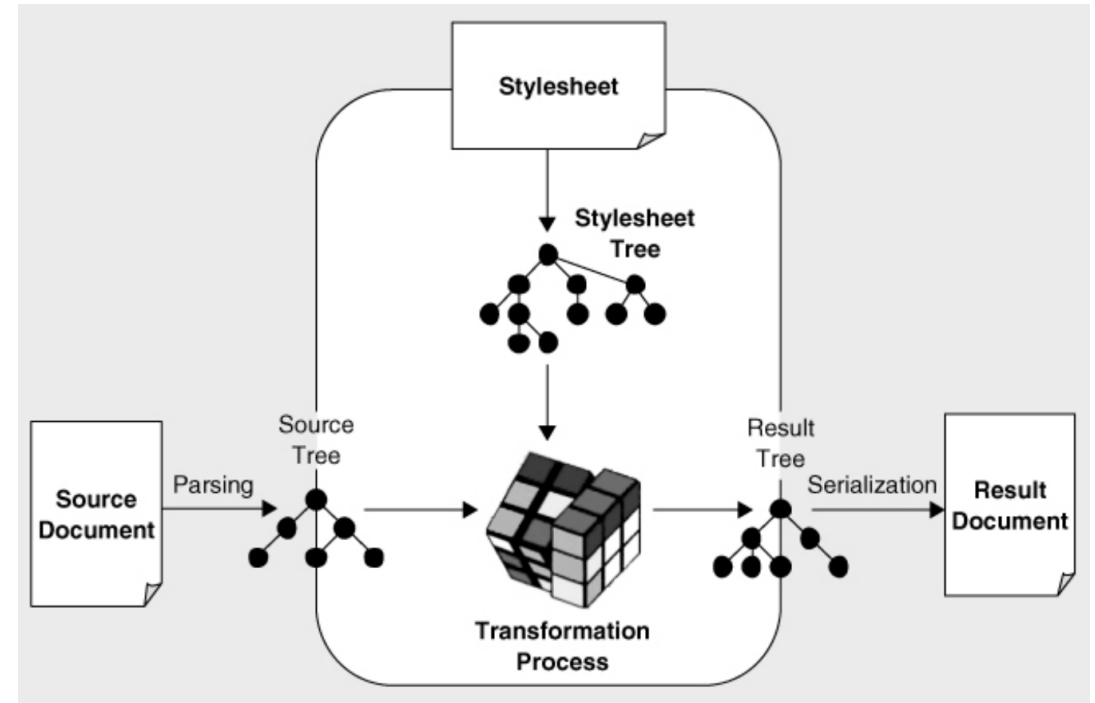 Stylesheet
Stylesheet
Tree
Source
Tree
Result
Tree
Parsing
Serialization
Source
Document
Result
Document
Transformation
Process